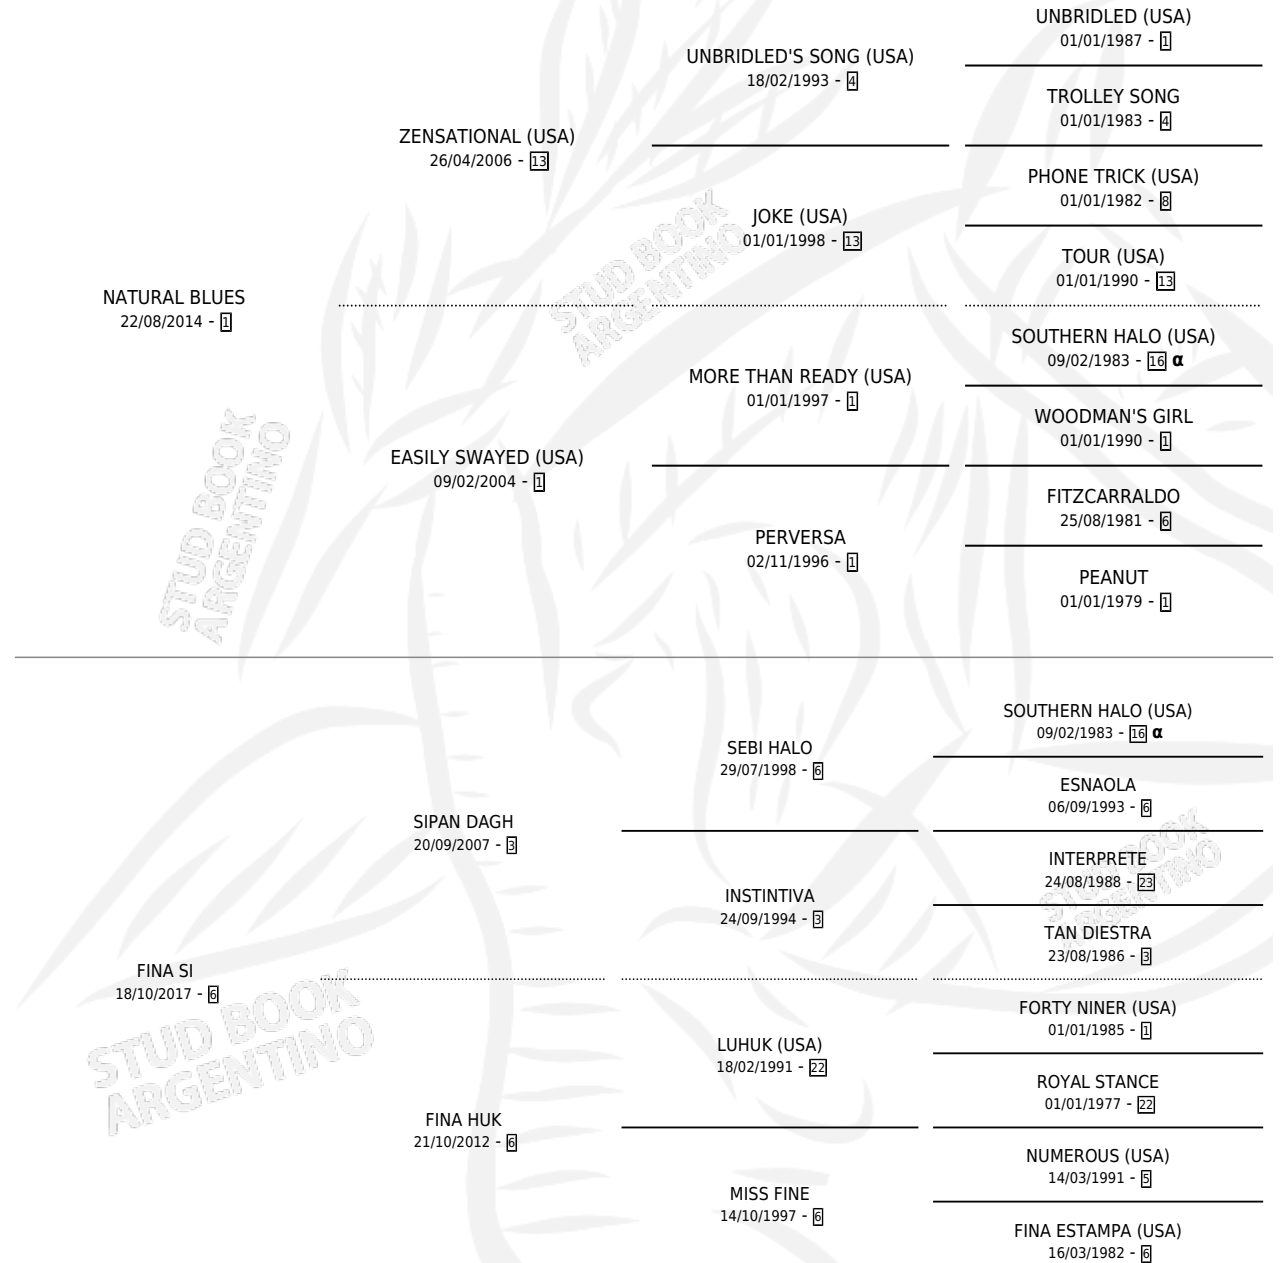 UNBRIDLED (USA)
01/01/1987 - 1
UNBRIDLED'S SONG (USA)
18/02/1993 - 4
TROLLEY SONG
01/01/1983 - 4
ZENSATIONAL (USA)
26/04/2006 - 13
PHONE TRICK (USA)
01/01/1982 - 8
JOKE (USA)
01/01/1998 - 13
TOUR (USA)
01/01/1990 - 13
NATURAL BLUES
22/08/2014 - 1
SOUTHERN HALO (USA)
09/02/1983 - 16 α
MORE THAN READY (USA)
01/01/1997 - 1
WOODMAN'S GIRL
01/01/1990 - 1
EASILY SWAYED (USA)
09/02/2004 - 1
FITZCARRALDO
25/08/1981 - 6
PERVERSA
02/11/1996 - 1
PEANUT
01/01/1979 - 1
SOUTHERN HALO (USA)
09/02/1983 - 16 α
SEBI HALO
29/07/1998 - 6
ESNAOLA
06/09/1993 - 6
SIPAN DAGH
20/09/2007 - 3
INTERPRETE
24/08/1988 - 23
INSTINTIVA
24/09/1994 - 3
TAN DIESTRA
23/08/1986 - 3
FINA SI
18/10/2017 - 6
FORTY NINER (USA)
01/01/1985 - 1
LUHUK (USA)
18/02/1991 - 22
ROYAL STANCE
01/01/1977 - 22
FINA HUK
21/10/2012 - 6
NUMEROUS (USA)
14/03/1991 - 5
MISS FINE
14/10/1997 - 6
FINA ESTAMPA (USA)
16/03/1982 - 6
STUD BOOK
ARGENTINO
STUD BOOK
ARGENTINO
STUD BOOK
ARGENTINO
STUD BOOK
ARGENTINO